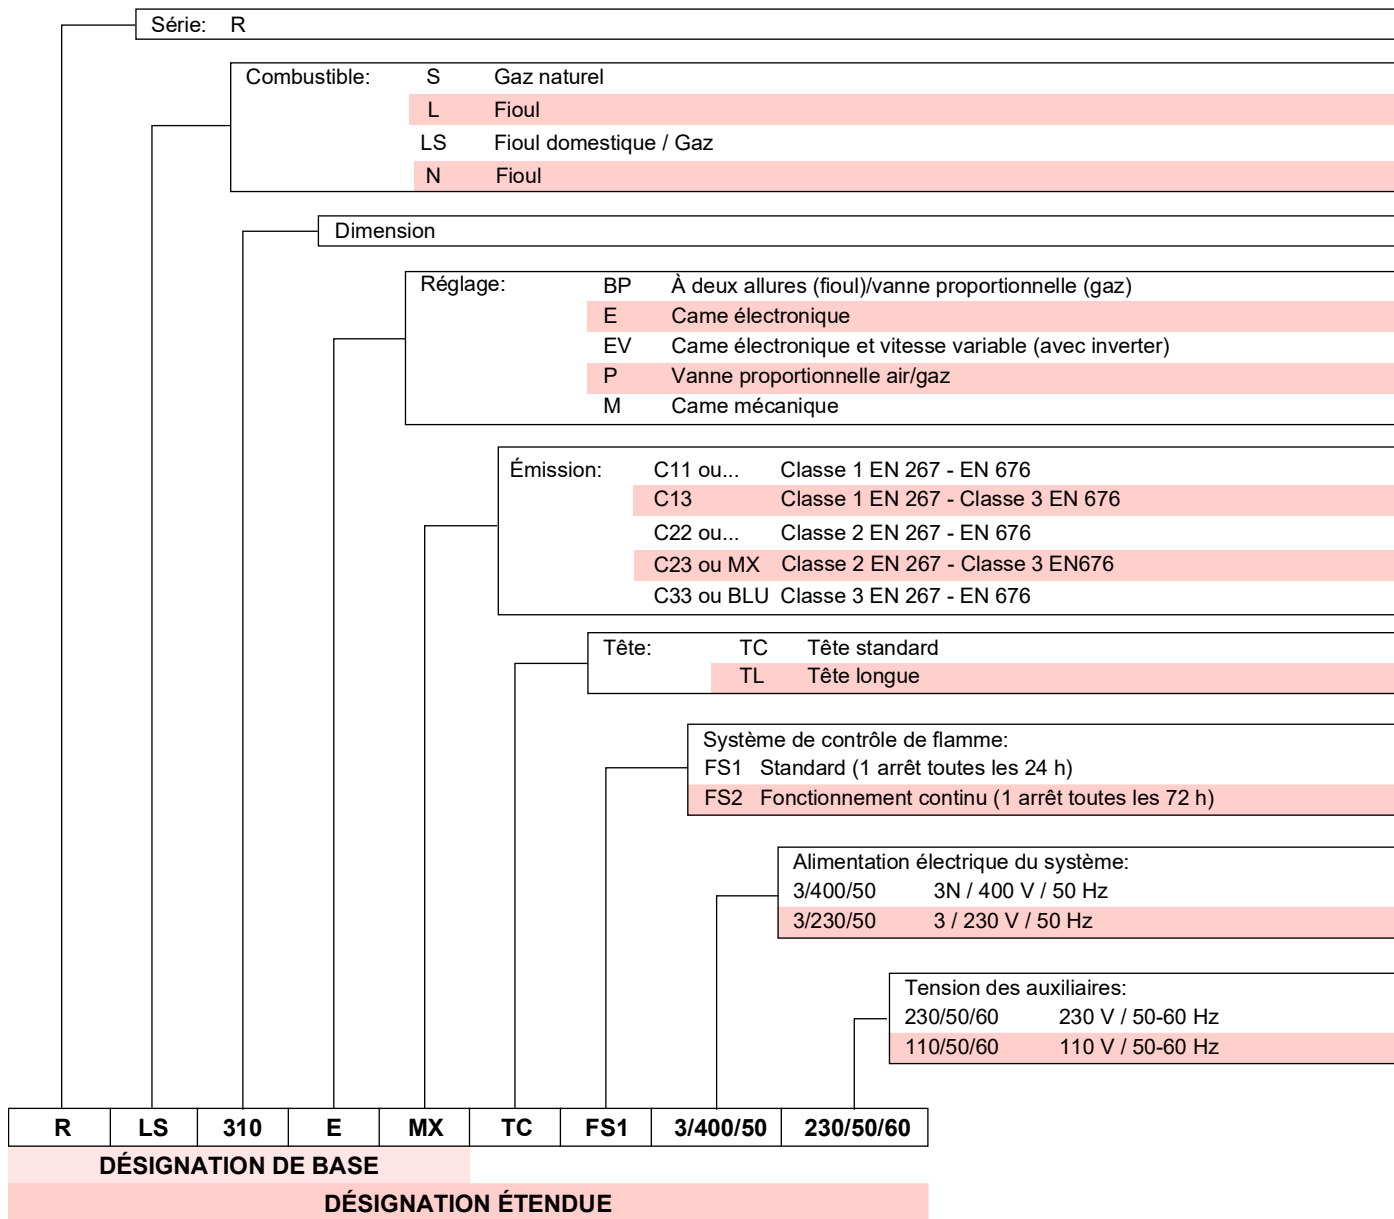 Série: R
Combustible: S Gaz naturel
L Fioul
LS Fioul domestique / Gaz
N Fioul
Dimension
Réglage: BP À deux allures (fioul)/vanne proportionnelle (gaz)
E Came électronique
EV Came électronique et vitesse variable (avec inverter)
P Vanne proportionnelle air/gaz
M Came mécanique
Émission: C11 ou... Classe 1 EN 267 - EN 676
C13 Classe 1 EN 267 - Classe 3 EN 676
C22 ou... Classe 2 EN 267 - EN 676
C23 ou MX Classe 2 EN 267 - Classe 3 EN676
C33 ou BLU Classe 3 EN 267 - EN 676
Tête: TC Tête standard
TL Tête longue
Système de contrôle de flamme:
FS1 Standard (1 arrêt toutes les 24 h)
FS2 Fonctionnement continu (1 arrêt toutes les 72 h)
Alimentation électrique du système:
3/400/50 3N / 400 V / 50 Hz
3/230/50 3 / 230 V / 50 Hz
Tension des auxiliaires:
230/50/60 230 V / 50-60 Hz
110/50/60 110 V / 50-60 Hz
R LS 310 E MX TC FS1 3/400/50 230/50/60
DÉSIGNATION DE BASE
DÉSIGNATION ÉTENDUE